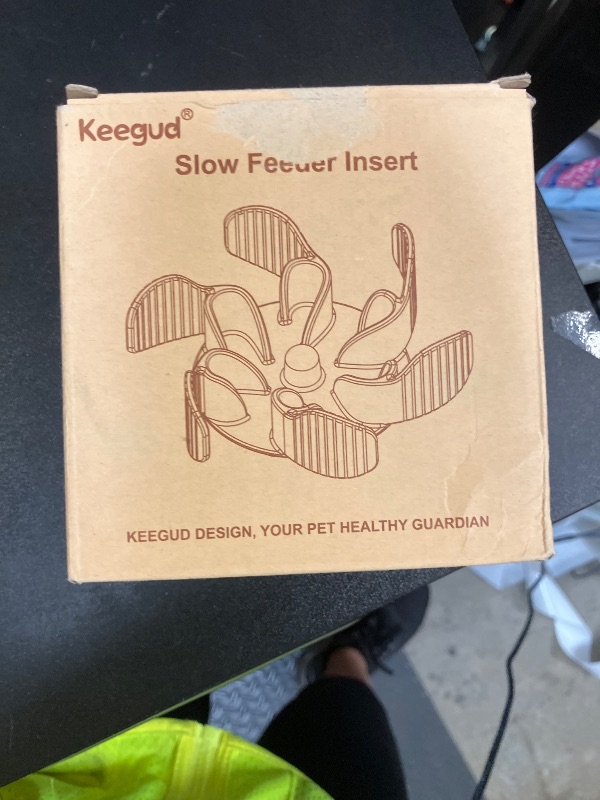 Keegud®
Slow Feeder Insert
KEEGUD DESIGN, YOUR PET HEALTHY GUARDIAN